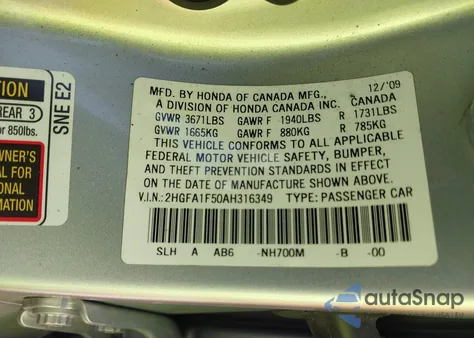 MFD. BY HONDA OF CANADA MFG., 12/'09
A DIVISION OF HONDA CANADA INC. CANADA
GVWR 3671LBS GAWR F 1940LBS R 1731LBS
GVWR 1665KG GAWR F 880KG R 785KG
THIS VEHICLE CONFORMS TO ALL APPLICABLE
FEDERAL MOTOR VEHICLE SAFETY, BUMPER,
AND THEFT PREVENTION STANDARDS IN EFFECT
ON THE DATE OF MANUFACTURE SHOWN ABOVE.
V.I.N.: 2HGFA1F50AH316349 TYPE: PASSENGER CAR
SLH A AB6 -NH700M -B -00
SNE E2
REAR 3
850lbs.
autoSnap